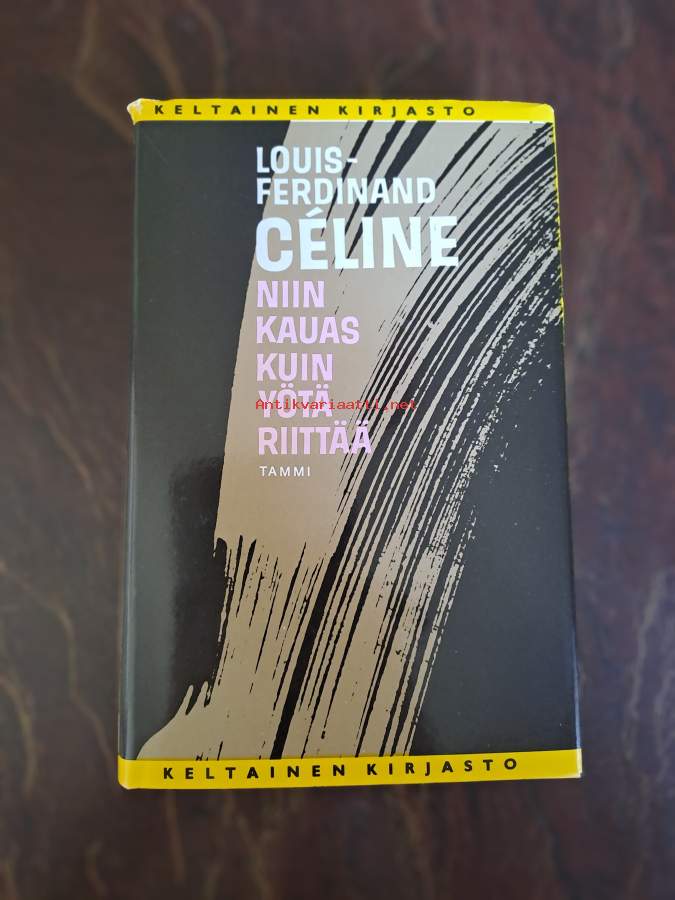 KELTAINEN KIRJASTO
LOUIS-
FERDINAND
CÉLINE
NIIN
KAUAS
KUIN
Antikvariaatti.net
YÖTÄ
RIITTÄÄ
TAMMI
KELTAINEN KIRJASTO